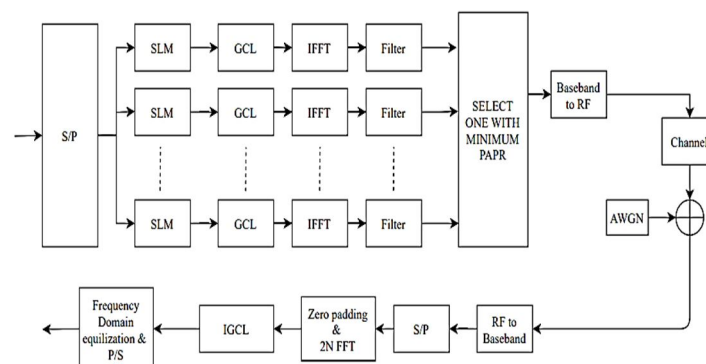 S/P
SLM
GCL
IFFT
Filter
SLM
GCL
IFFT
Filter
SLM
GCL
IFFT
Filter
SELECT
ONE WITH
MINIMUM
PAPR
Baseband
to RF
Channel
AWGN
RF to
Baseband
S/P
Zero padding
&
2N FFT
IGCL
Frequency
Domain
equilization &
P/S